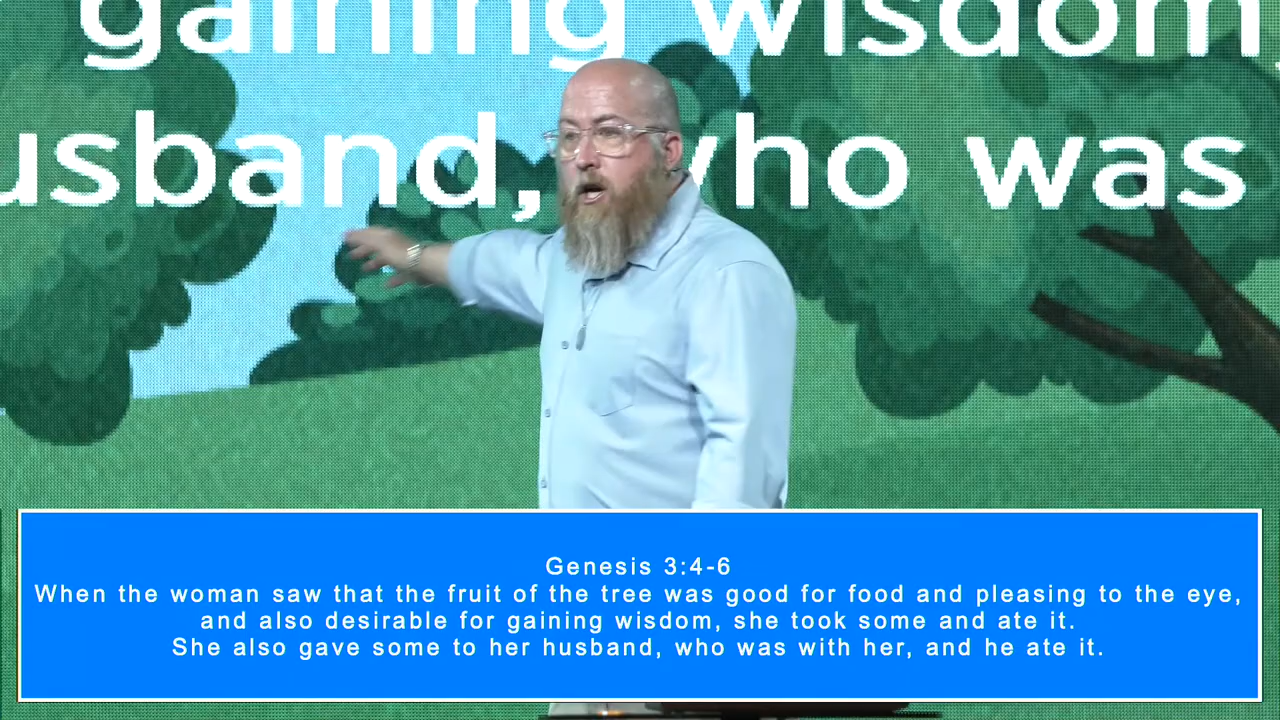 gaining wisdom,
usband, who was
Genesis 3:4-6
When the woman saw that the fruit of the tree was good for food and pleasing to the eye,
and also desirable for gaining wisdom, she took some and ate it.
She also gave some to her husband, who was with her, and he ate it.